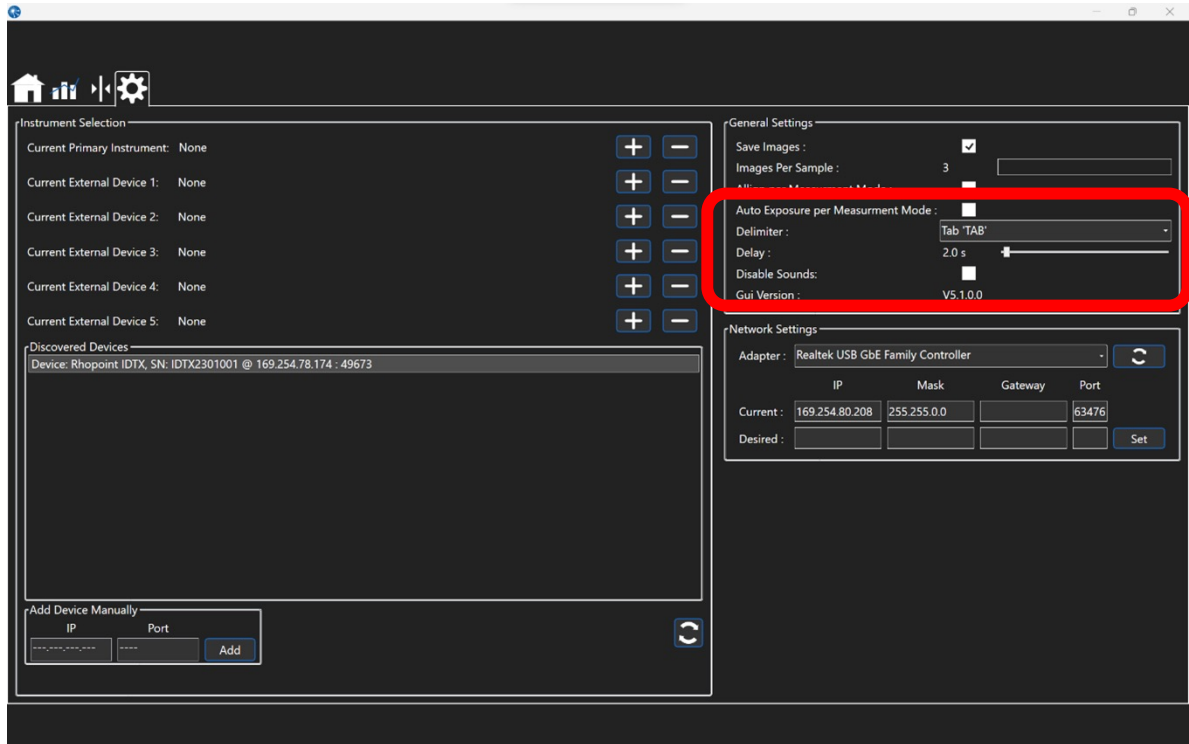 Instrument Selection
Current Primary Instrument: None
Current External Device 1: None
Current External Device 2: None
Current External Device 3: None
Current External Device 4: None
Current External Device 5: None
Discovered Devices
Device: Rhopoint IDTX, SN: IDTX2301001 @ 169.254.78.174 : 49673
Add Device Manually
IP Port
---.---.---.--- ---- Add
General Settings
Save Images :
Images Per Sample : 3
Auto Exposure per Measurment Mode :
Delimiter : Tab 'TAB'
Delay : 2.0 s
Disable Sounds:
Gui Version : V5.1.0.0
Network Settings
Adapter : Realtek USB GbE Family Controller
IP Mask Gateway Port
Current : 169.254.80.208 255.255.0.0 63476
Desired : Set